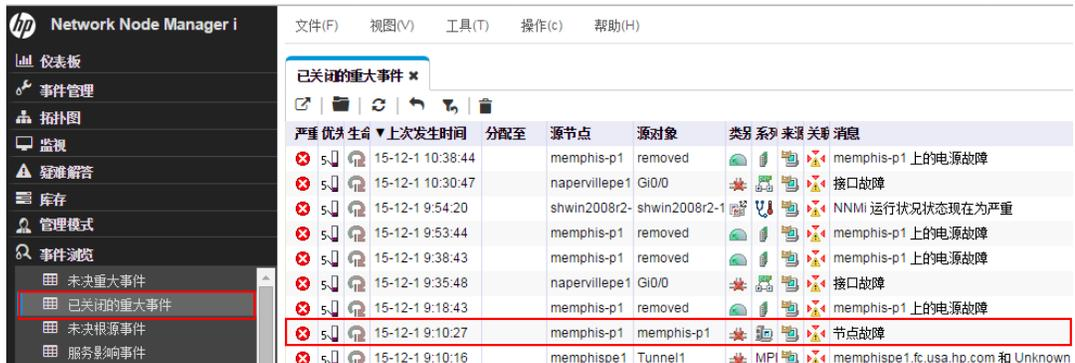 hp Network Node Manager i
文件(F) 视图(V) 工具(T) 操作(c) 帮助(H)
仪表板
事件管理
拓扑图
监视
疑难解答
库存
管理模式
事件浏览
未决重大事件
已关闭的重大事件
未决根源事件
服务影响事件
已关闭的重大事件 ×
严重 优先 生命 ▼上次发生时间 分配至 源节点 源对象 类别 系列 来源 关联 消息
5 15-12-1 10:38:44 memphis-p1 removed memphis-p1 上的电源故障
5 15-12-1 10:30:47 napervillepe1 Gi0/0 接口故障
5 15-12-1 9:54:20 shwin2008r2- shwin2008r2-1 NNMi 运行状况状态现在为严重
5 15-12-1 9:53:44 memphis-p1 removed memphis-p1 上的电源故障
5 15-12-1 9:38:43 memphis-p1 removed memphis-p1 上的电源故障
5 15-12-1 9:35:48 napervillepe1 Gi0/0 接口故障
5 15-12-1 9:18:43 memphis-p1 removed memphis-p1 上的电源故障
5 15-12-1 9:10:27 memphis-p1 memphis-p1 节点故障
5 15-12-1 9:10:16 memphispe1 Tunnel1 MPL memphispe1.fc.usa.hp.com 和 Unknown